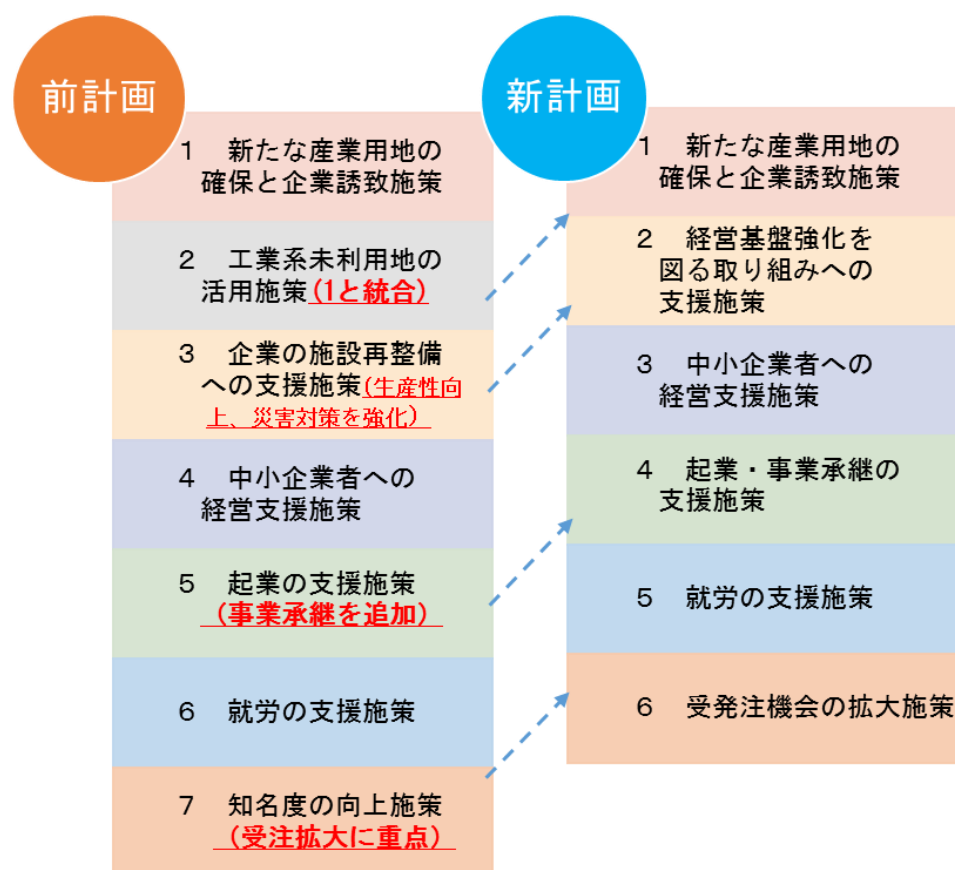 前計画
1 新たな産業用地の
確保と企業誘致施策
2 工業系未利用地の
活用施策(1と統合)
3 企業の施設再整備
への支援施策(生産性向
上、災害対策を強化)
4 中小企業者への
経営支援施策
5 起業の支援施策
(事業承継を追加)
6 就労の支援施策
7 知名度の向上施策
(受注拡大に重点)
新計画
1 新たな産業用地の
確保と企業誘致施策
2 経営基盤強化を
図る取り組みへの
支援施策
3 中小企業者への
経営支援施策
4 起業・事業承継の
支援施策
5 就労の支援施策
6 受発注機会の拡大施策